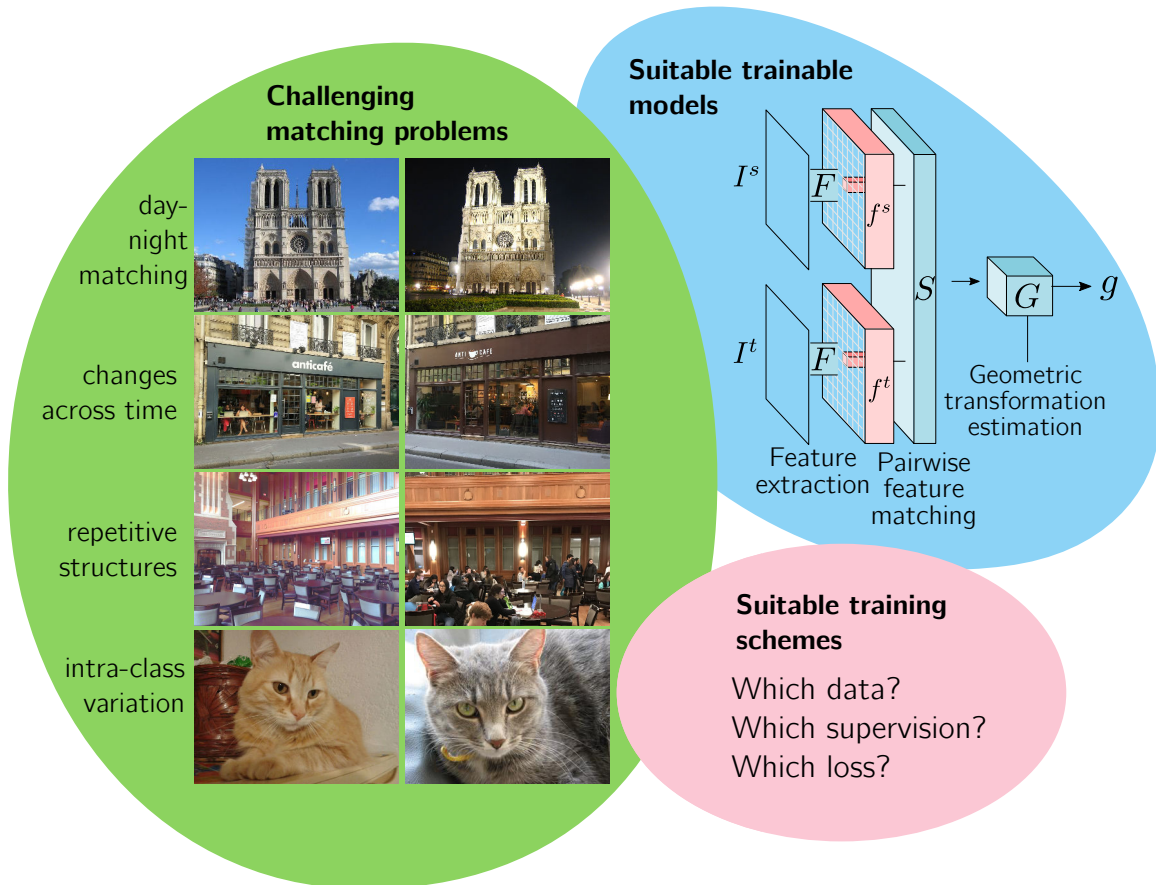 Challenging
matching problems
day-
night
matching
changes
across time
anticafé
ANTI CAFE
repetitive
structures
intra-class
variation
Suitable trainable
models
I^s
F
f^s
I^t
F
f^t
S
G
g
Feature
extraction
Pairwise
feature
matching
Geometric
transformation
estimation
Suitable training
schemes
Which data?
Which supervision?
Which loss?